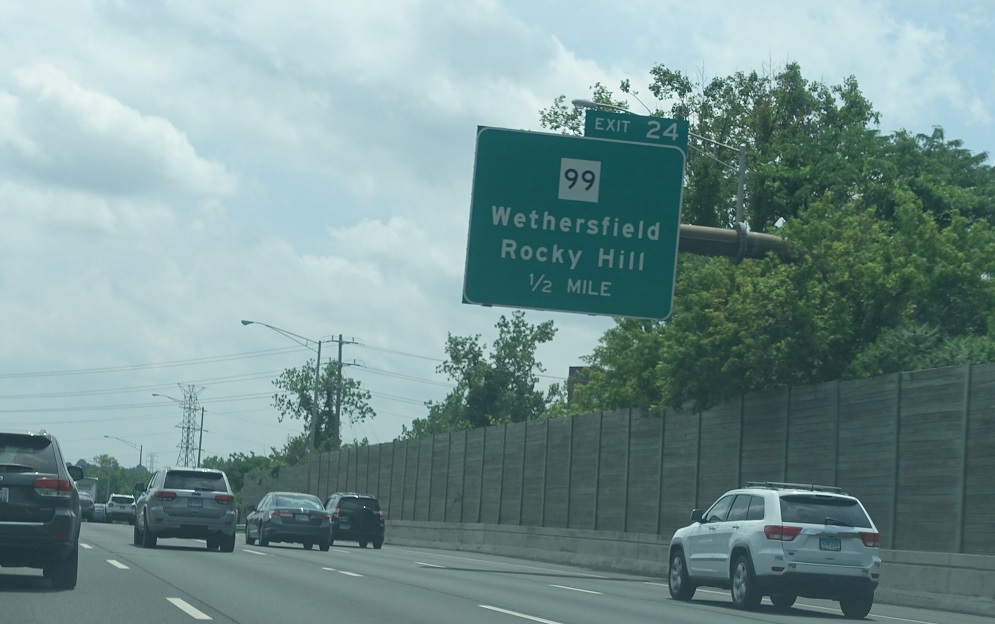 EXIT 24
99
Wethersfield
Rocky Hill
1/2 MILE